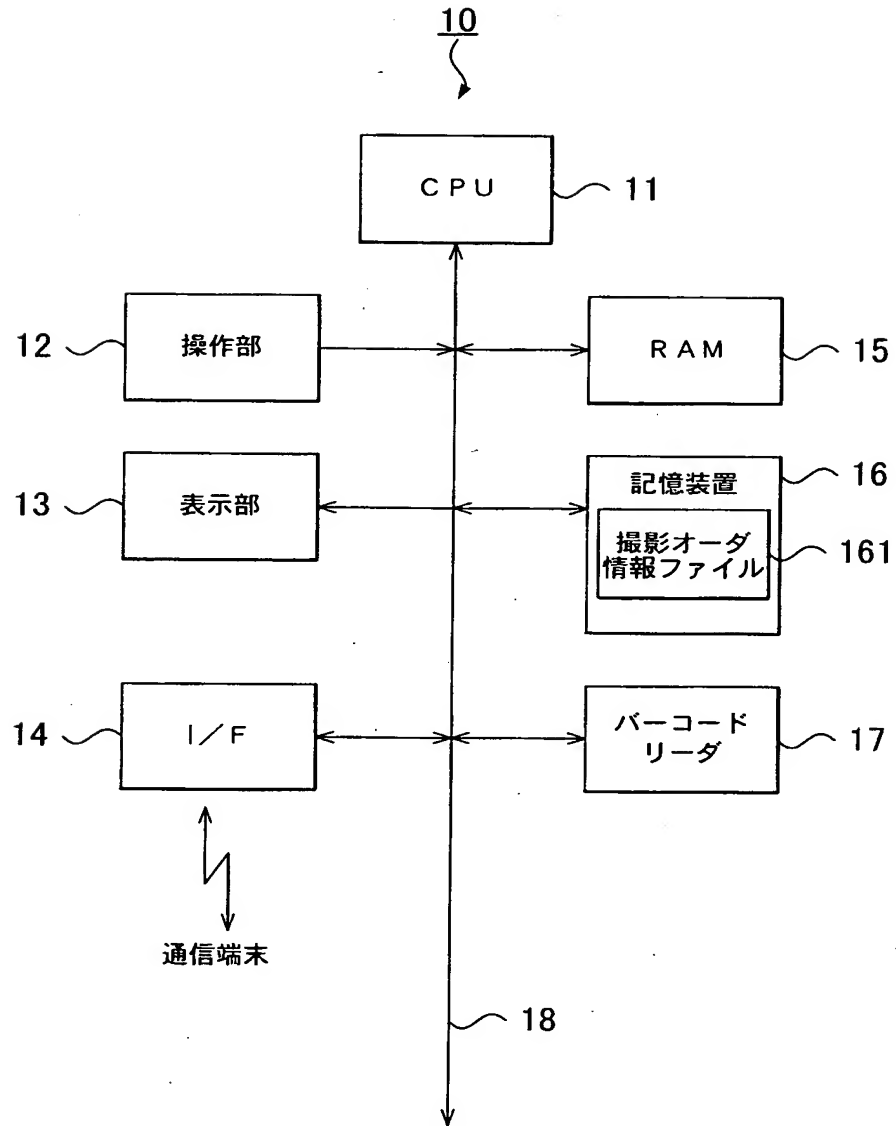 10
CPU
11
12
操作部
RAM
15
13
表示部
記憶装置
16
撮影オーダ
情報ファイル
161
14
I/F
バーコード
リーダ
17
通信端末
18